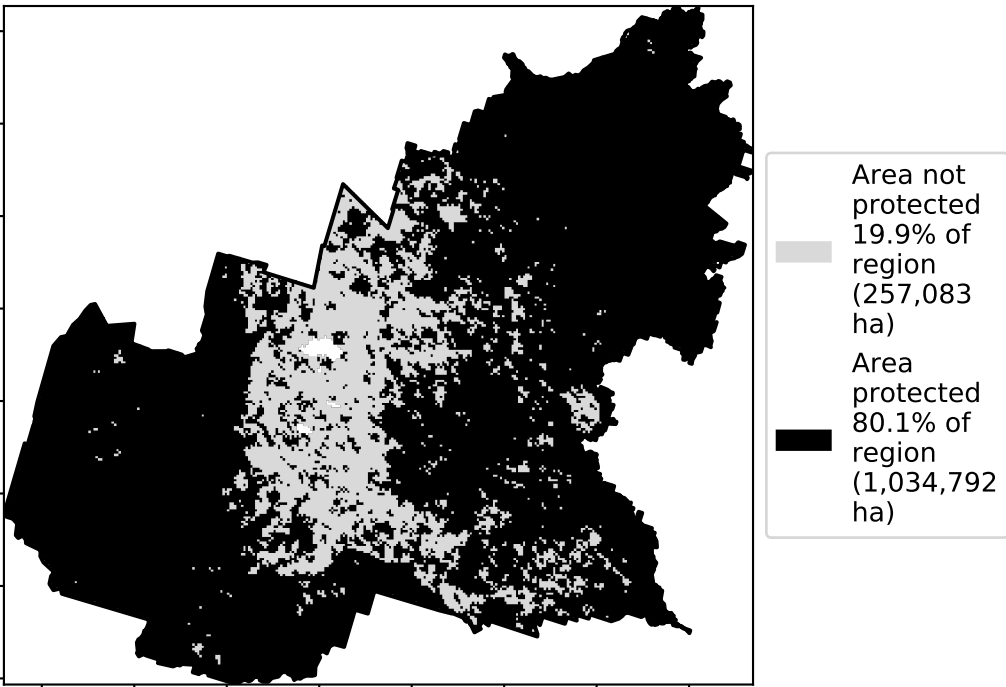 Area not
protected
19.9% of
region
(257,083
ha)
Area
protected
80.1% of
region
(1,034,792
ha)